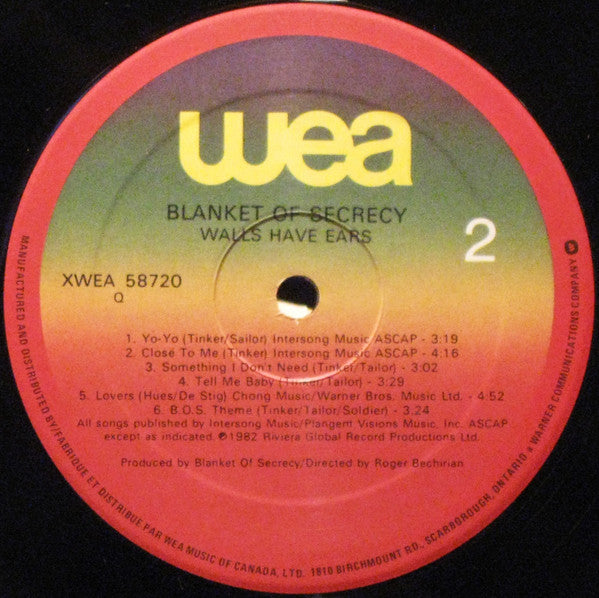 wea
BLANKET OF SECRECY
WALLS HAVE EARS
2
XWEA 58720
Q
1. Yo-Yo (Tinker/Sailor) Intersong Music ASCAP - 3:19
2. Close To Me (Tinker) Intersong Music ASCAP - 4:16
3. Something I Don't Need (Tinker/Tailor) - 3:02
4. Tell Me Baby (Tinker/Tailor) - 3:29
5. Lovers (Hues/De Stig) Chong Music/Warner Bros. Music Ltd. - 4:52
6. B.O.S. Theme (Tinker/Tailor/Soldier) - 3.24
All songs published by Intersong Music/Plangent Visions Music, Inc. ASCAP
except as indicated. ℗1982 Riviera Global Record Productions Ltd.
Produced by Blanket Of Secrecy/Directed by Roger Bechirian
MANUFACTURED AND DISTRIBUTED BY/FABRIQUE ET DISTRIBUE PAR WEA MUSIC OF CANADA, LTD. 1810 BIRCHMOUNT RD., SCARBOROUGH, ONTARIO a WARNER COMMUNICATIONS COMPANY